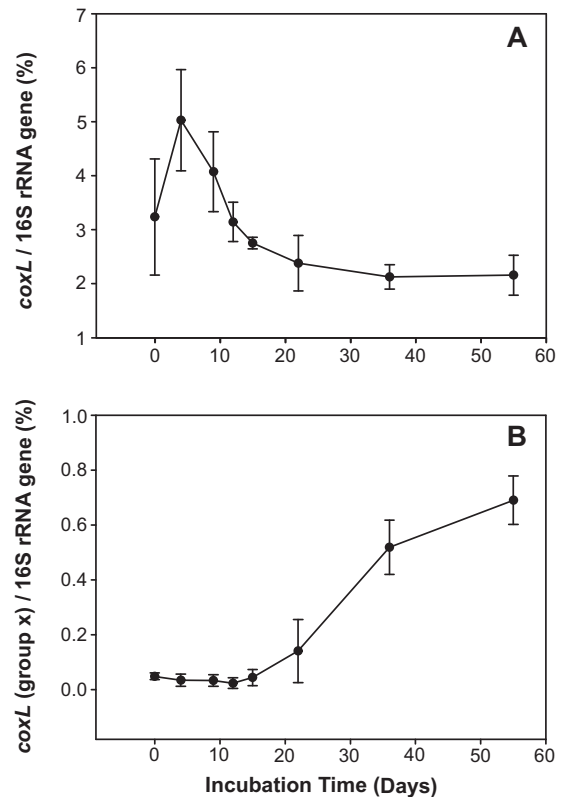 A
coxL / 16S rRNA gene (%)
7
6
5
4
3
2
1
0 10 20 30 40 50 60
B
coxL (group x) / 16S rRNA gene (%)
1.0
0.8
0.6
0.4
0.2
0.0
0 10 20 30 40 50 60
Incubation Time (Days)